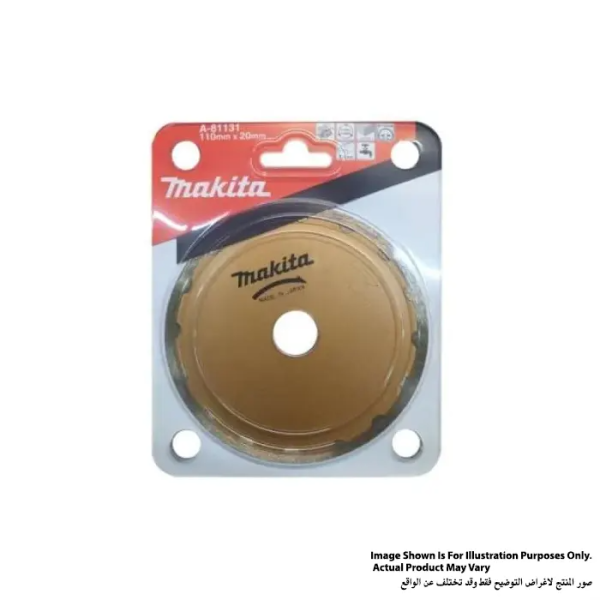 A-81131
110mm x 20mm
makita
makita
MADE IN JAPAN
Image Shown Is For Illustration Purposes Only.
Actual Product May Vary
صور المنتج لاغراض التوضيح فقط وقد تختلف عن الواقع